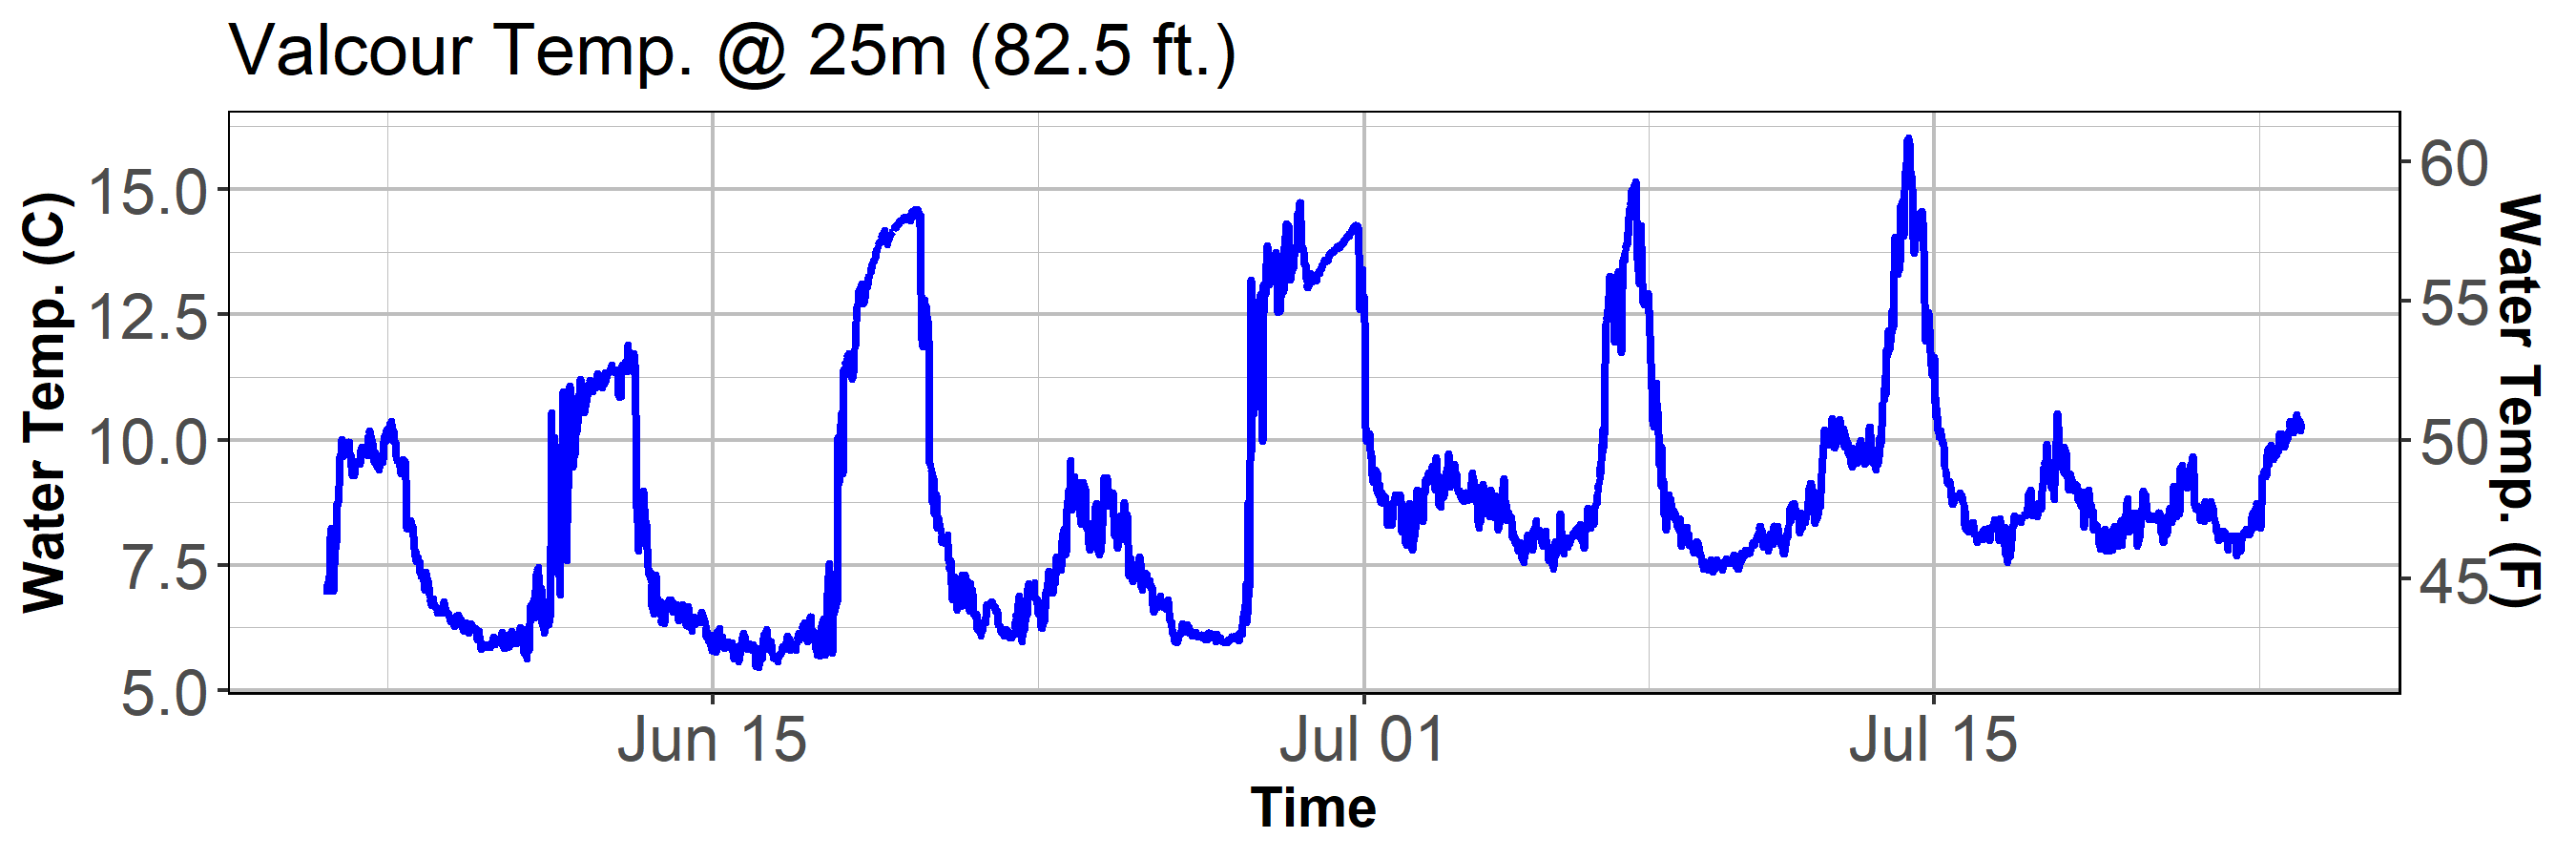 Valcour Temp. @ 25m (82.5 ft.)
Water Temp. (C)
15.0
12.5
10.0
7.5
5.0
60
55
50
45
Water Temp. (F)
Jun 15
Jul 01
Jul 15
Time